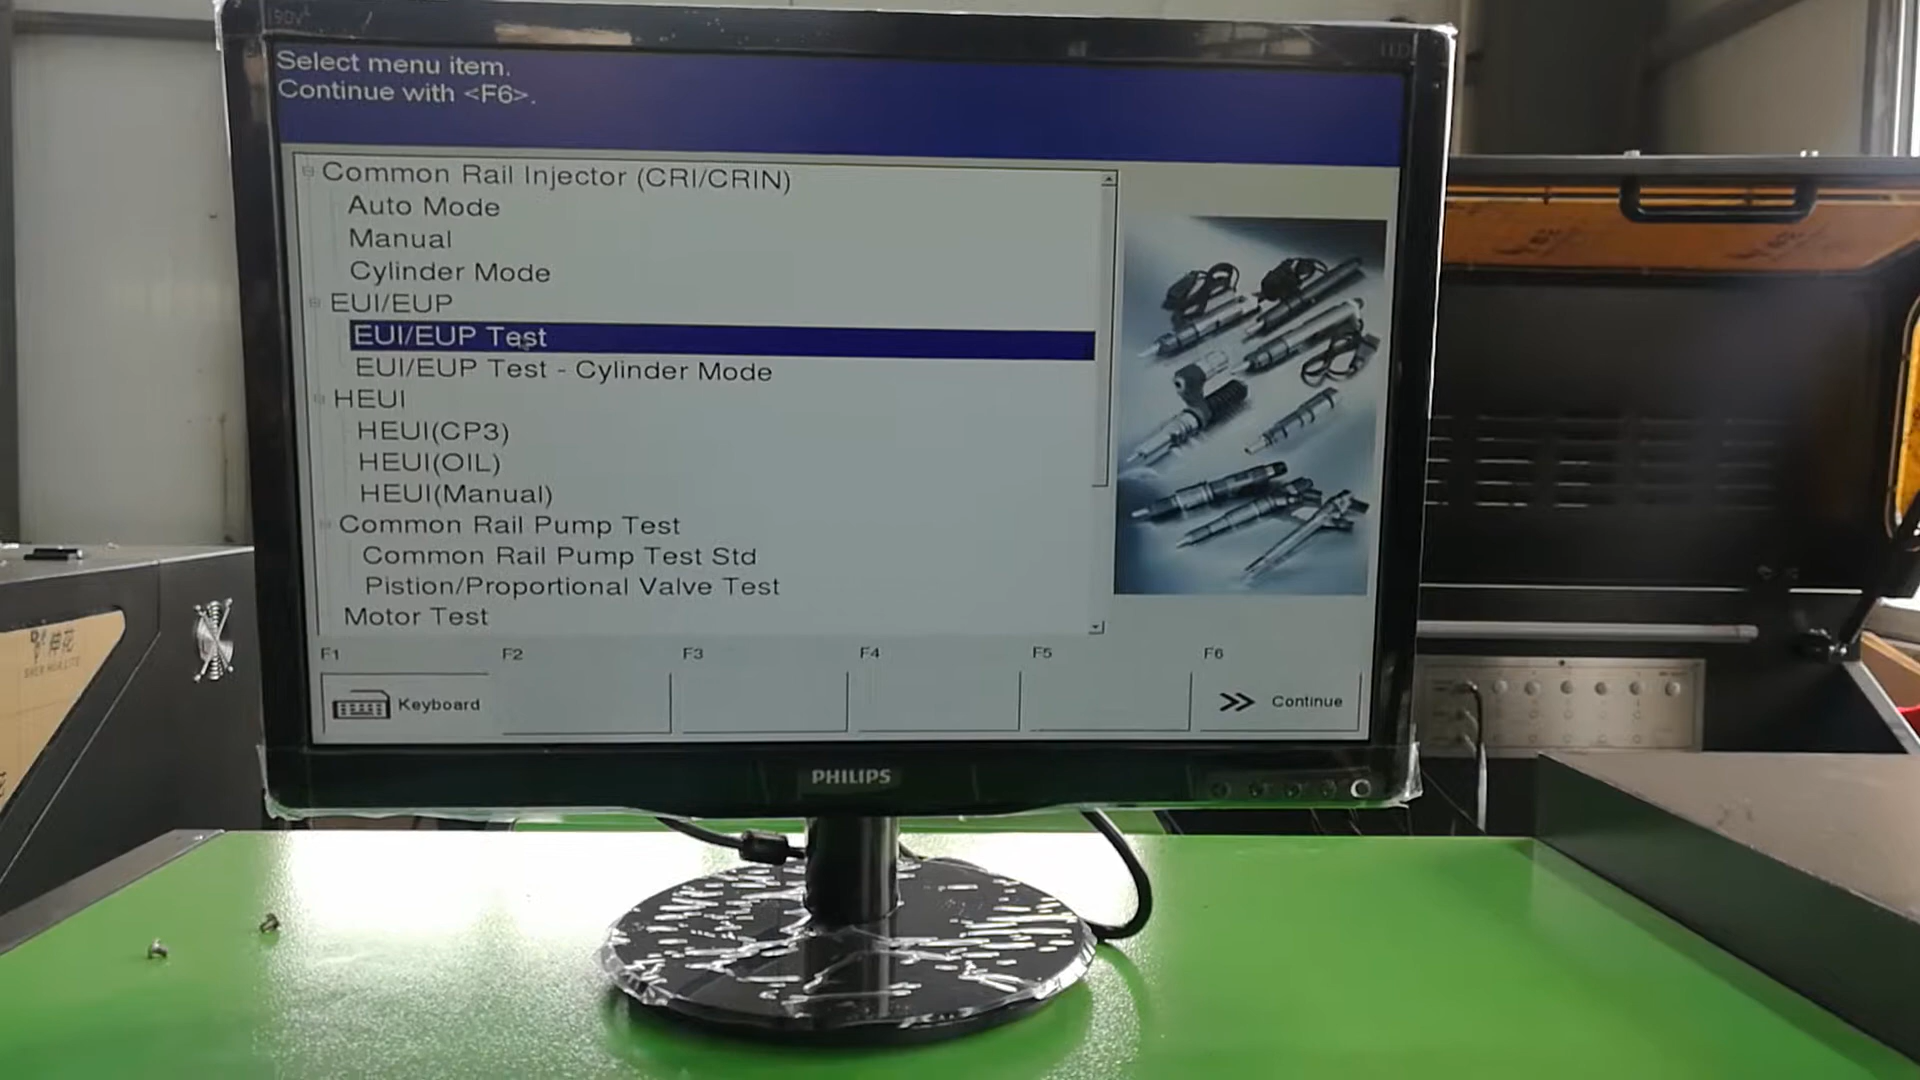 190V
LED
Select menu item.
Continue with <F6>.
Common Rail Injector (CRI/CRIN)
Auto Mode
Manual
Cylinder Mode
EUI/EUP
EUI/EUP Test
EUI/EUP Test - Cylinder Mode
HEUI
HEUI(CP3)
HEUI(OIL)
HEUI(Manual)
Common Rail Pump Test
Common Rail Pump Test Std
Pistion/Proportional Valve Test
Motor Test
F1 F2 F3 F4 F5 F6
Keyboard
Continue
PHILIPS